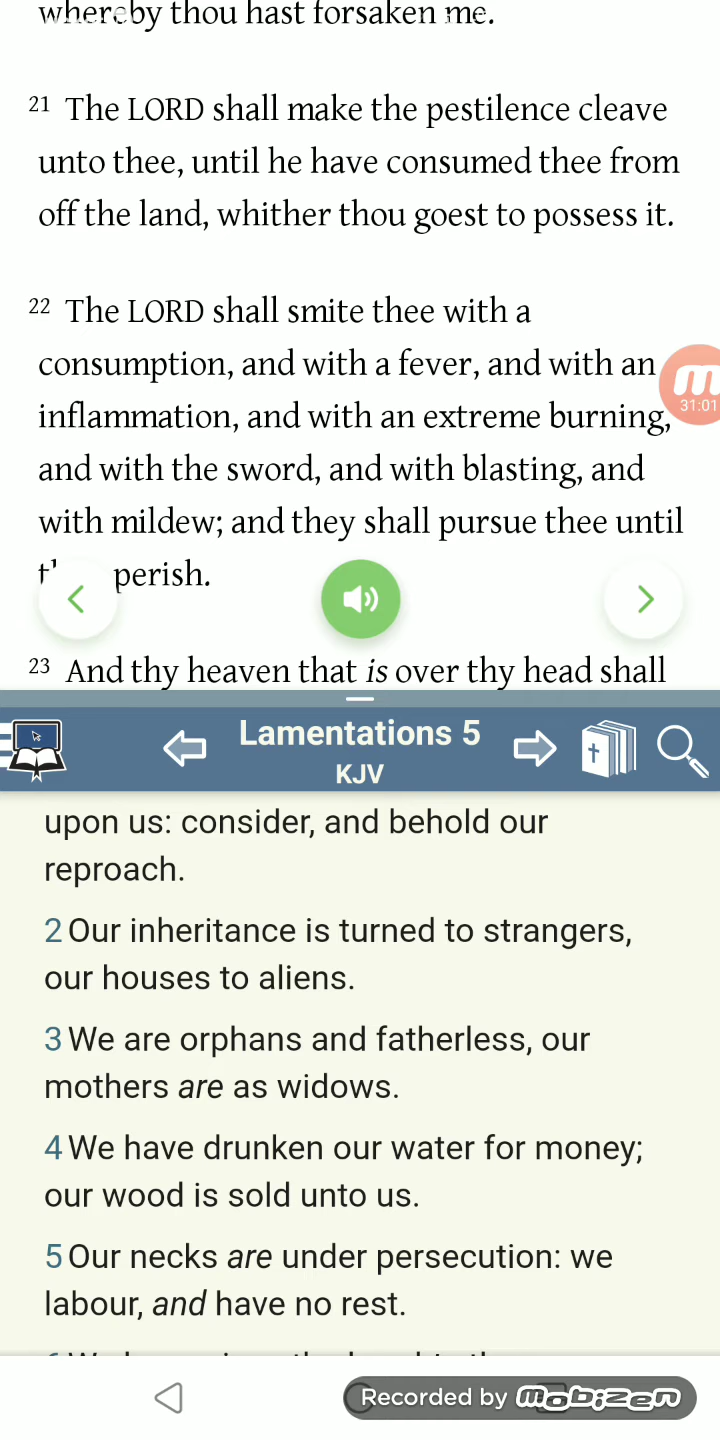 whereby thou hast forsaken me.
21 The LORD shall make the pestilence cleave
unto thee, until he have consumed thee from
off the land, whither thou goest to possess it.
22 The LORD shall smite thee with a
consumption, and with a fever, and with an
inflammation, and with an extreme burning,
31:01
and with the sword, and with blasting, and
with mildew; and they shall pursue thee until
perish.
23 And thy heaven that is over thy head shall
Lamentations 5
KJV
upon us: consider, and behold our
reproach.
2 Our inheritance is turned to strangers,
our houses to aliens.
3 We are orphans and fatherless, our
mothers are as widows.
4 We have drunken our water for money;
our wood is sold unto us.
5 Our necks are under persecution: we
labour, and have no rest.
Recorded by mobizen